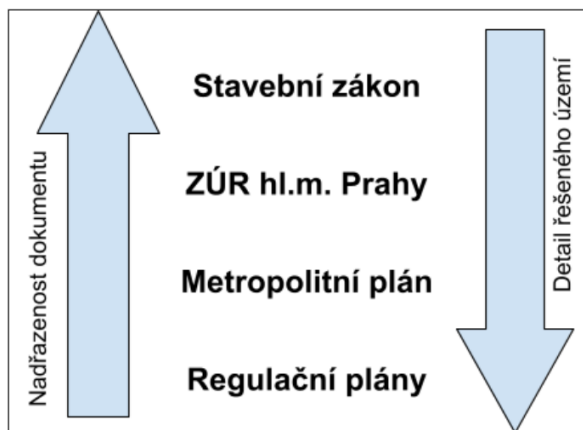 Nadřazenost dokumentu
Stavební zákon
ZÚR hl.m. Prahy
Metropolitní plán
Regulační plány
Detail řešeného území